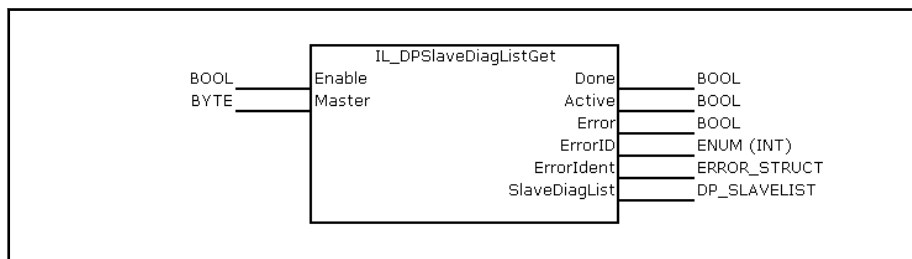 IL_DPSlaveDiagListGet
BOOL Enable Done BOOL
BYTE Master Active BOOL
Error BOOL
ErrorID ENUM (INT)
ErrorIdent ERROR_STRUCT
SlaveDiagList DP_SLAVELIST